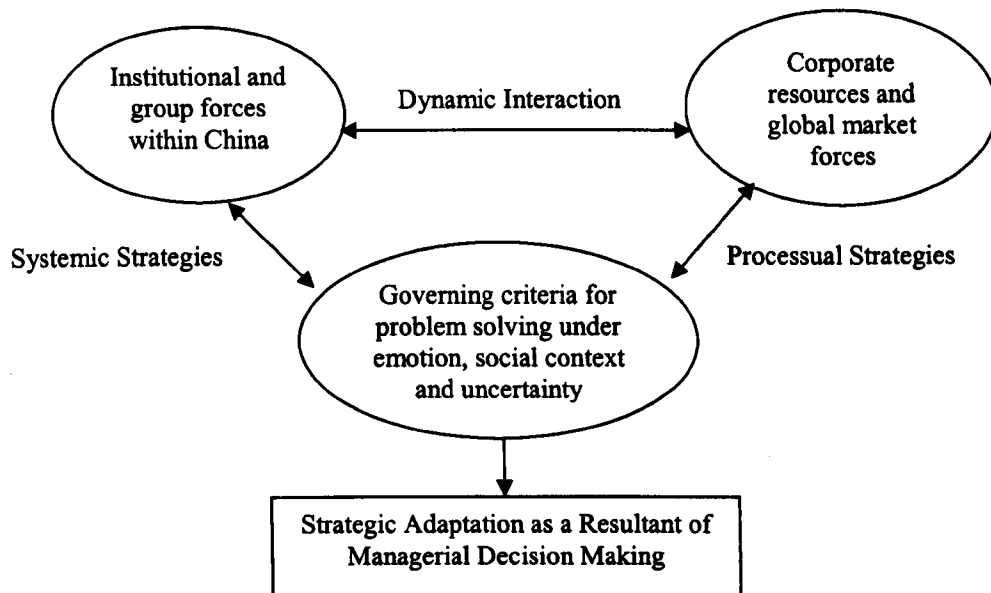 Institutional and
group forces
within China
Dynamic Interaction
Corporate
resources and
global market
forces
Systemic Strategies
Processual Strategies
Governing criteria for
problem solving under
emotion, social context
and uncertainty
Strategic Adaptation as a Resultant of
Managerial Decision Making